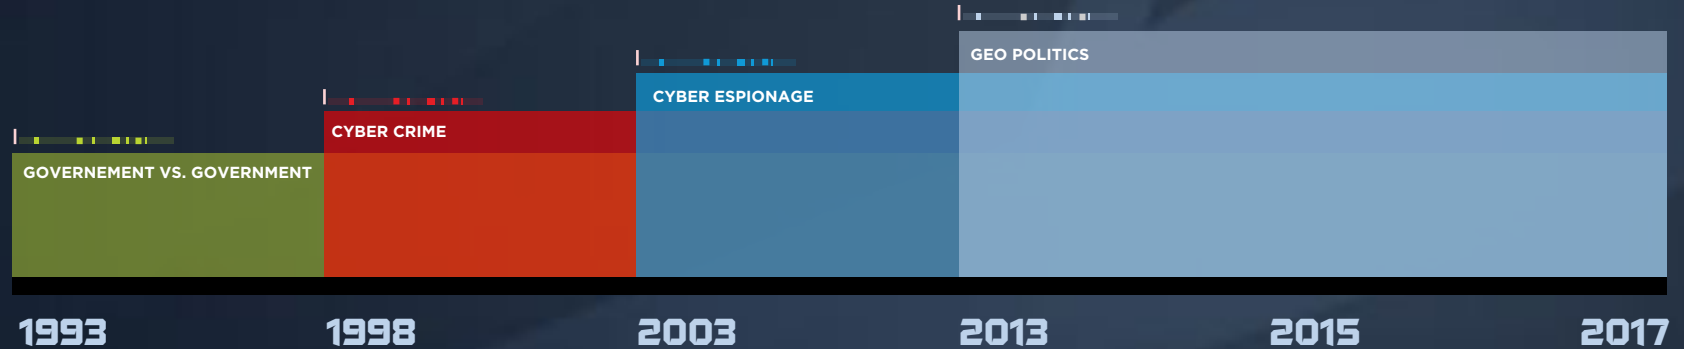 GEO POLITICS
CYBER ESPIONAGE
CYBER CRIME
GOVERNEMENT VS. GOVERNMENT
1993 1998 2003 2013 2015 2017